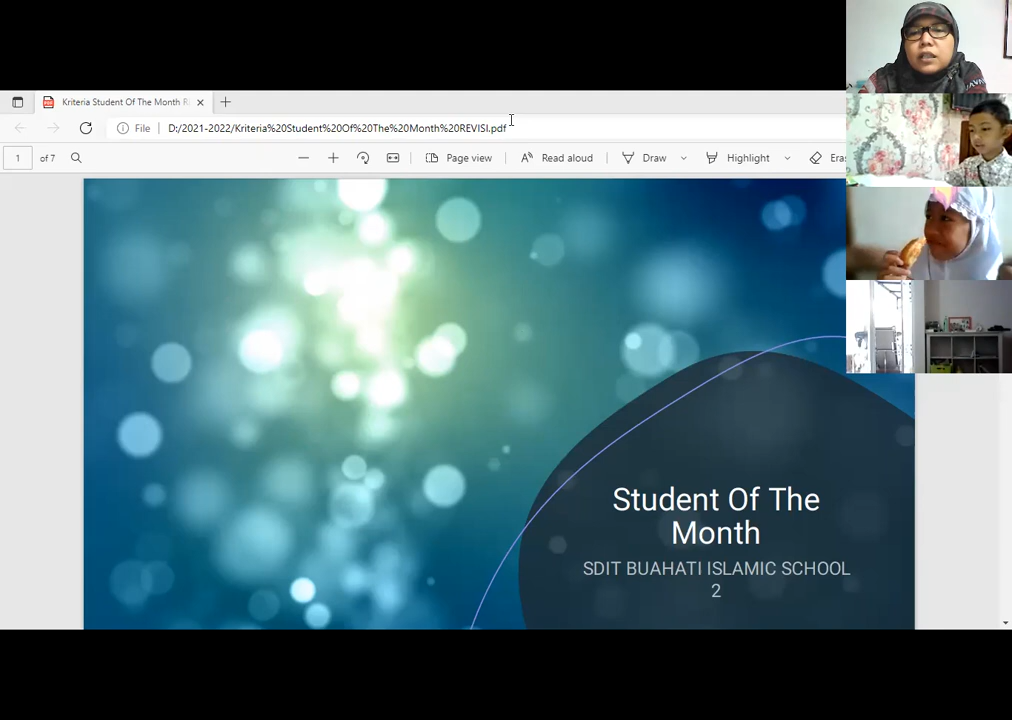 Kriteria Student Of The Month R
File
D:/2021-2022/Kriteria%20Student%20Of%20The%20Month%20REVISI.pdf
1 of 7
Page view
Read aloud
Draw
Highlight
Eras
Student Of The
Month
SDIT BUAHATI ISLAMIC SCHOOL
2